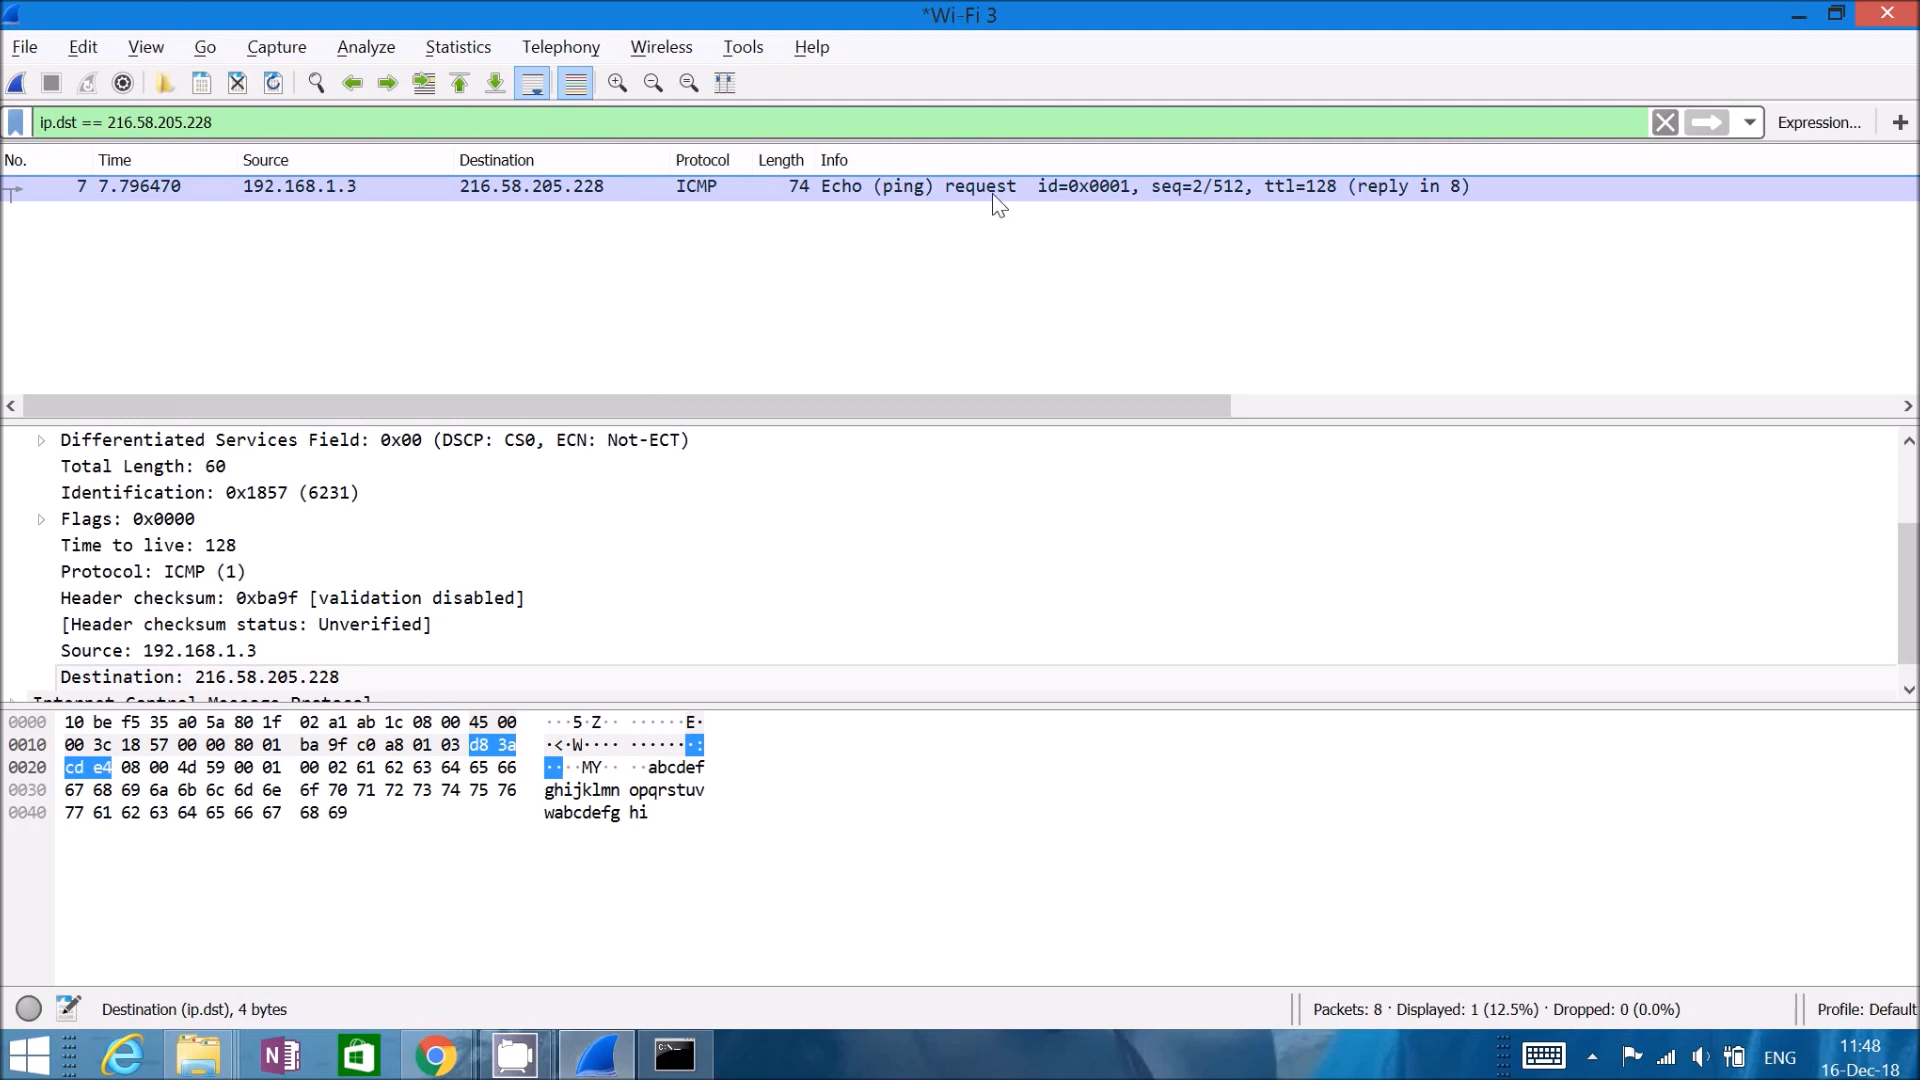 *Wi-Fi 3
File Edit View Go Capture Analyze Statistics Telephony Wireless Tools Help
ip.dst == 216.58.205.228
Expression... +
No. Time Source Destination Protocol Length Info
7 7.796470 192.168.1.3 216.58.205.228 ICMP 74 Echo (ping) request id=0x0001, seq=2/512, ttl=128 (reply in 8)
Differentiated Services Field: 0x00 (DSCP: CS0, ECN: Not-ECT)
Total Length: 60
Identification: 0x1857 (6231)
Flags: 0x0000
Time to live: 128
Protocol: ICMP (1)
Header checksum: 0xba9f [validation disabled]
[Header checksum status: Unverified]
Source: 192.168.1.3
Destination: 216.58.205.228
Internet Control Message Protocol
0000 10 be f5 35 a0 5a 80 1f 02 a1 ab 1c 08 00 45 00 ···5·Z·· ······E·
0010 00 3c 18 57 00 00 80 01 ba 9f c0 a8 01 03 d8 3a ·<·W···· ·······:
0020 cd e4 08 00 4d 59 00 01 00 02 61 62 63 64 65 66 ····MY·· ··abcdef
0030 67 68 69 6a 6b 6c 6d 6e 6f 70 71 72 73 74 75 76 ghijklmn opqrstuv
0040 77 61 62 63 64 65 66 67 68 69 wabcdefg hi
Destination (ip.dst), 4 bytes
Packets: 8 · Displayed: 1 (12.5%) · Dropped: 0 (0.0%)
Profile: Default
ENG
11:48
16-Dec-18